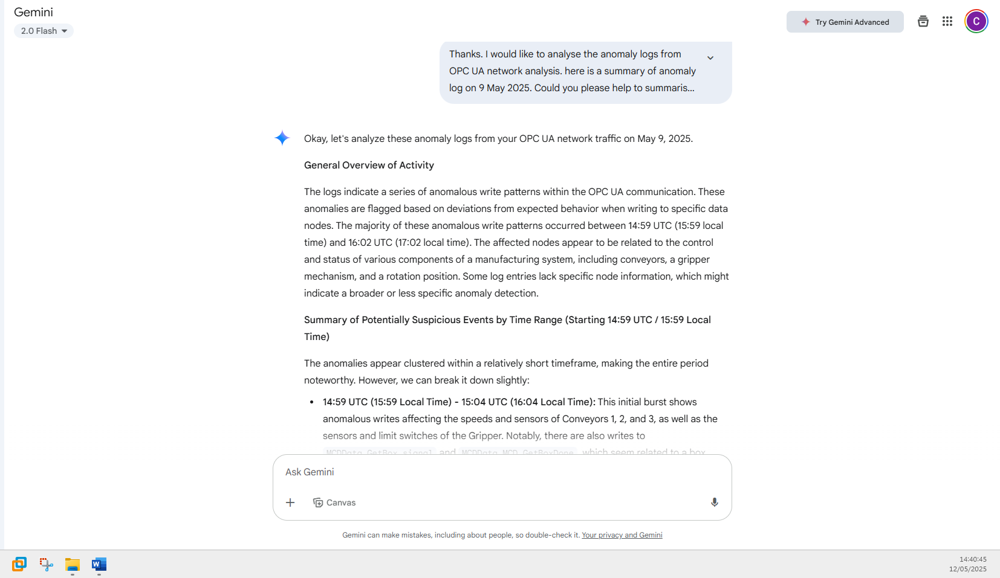 Gemini
2.0 Flash
Try Gemini Advanced
C
Thanks. I would like to analyse the anomaly logs from
OPC UA network analysis. here is a summary of anomaly
log on 9 May 2025. Could you please help to summaris...
Okay, let's analyze these anomaly logs from your OPC UA network traffic on May 9, 2025.
General Overview of Activity
The logs indicate a series of anomalous write patterns within the OPC UA communication. These
anomalies are flagged based on deviations from expected behavior when writing to specific data
nodes. The majority of these anomalous write patterns occurred between 14:59 UTC (15:59 local
time) and 16:02 UTC (17:02 local time). The affected nodes appear to be related to the control
and status of various components of a manufacturing system, including conveyors, a gripper
mechanism, and a rotation position. Some log entries lack specific node information, which might
indicate a broader or less specific anomaly detection.
Summary of Potentially Suspicious Events by Time Range (Starting 14:59 UTC / 15:59 Local
Time)
The anomalies appear clustered within a relatively short timeframe, making the entire period
noteworthy. However, we can break it down slightly:
• 14:59 UTC (15:59 Local Time) - 15:04 UTC (16:04 Local Time): This initial burst shows
anomalous writes affecting the speeds and sensors of Conveyors 1, 2, and 3, as well as the
sensors and limit switches of the Gripper. Notably, there are also writes to
MCDData.GetBox_signal and MCDData.MCD_GetBoxDone, which seem related to a box
Ask Gemini
Canvas
Gemini can make mistakes, including about people, so double-check it. Your privacy and Gemini
W
14:40:45
12/05/2025